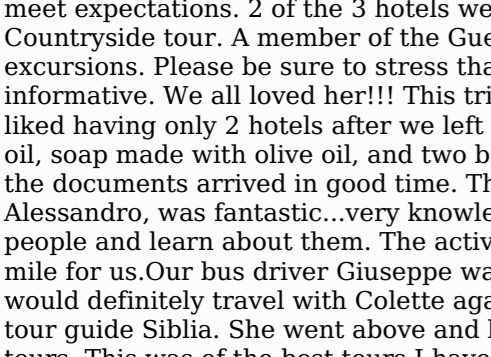 meet expectations. 2 of the 3 hotels
Countryside tour. A member of the
excursions. Please be sure to stress
informative. We all loved her!!! This
liked having only 2 hotels after we left
oil, soap made with olive oil, and two
the documents arrived in good time.
Alessandro, was fantastic...very
people and learn about them. The
mile for us.Our bus driver Giuseppe
would definitely travel with Colette
tour guide Siblia. She went above and
tours. This was of the best tours I have